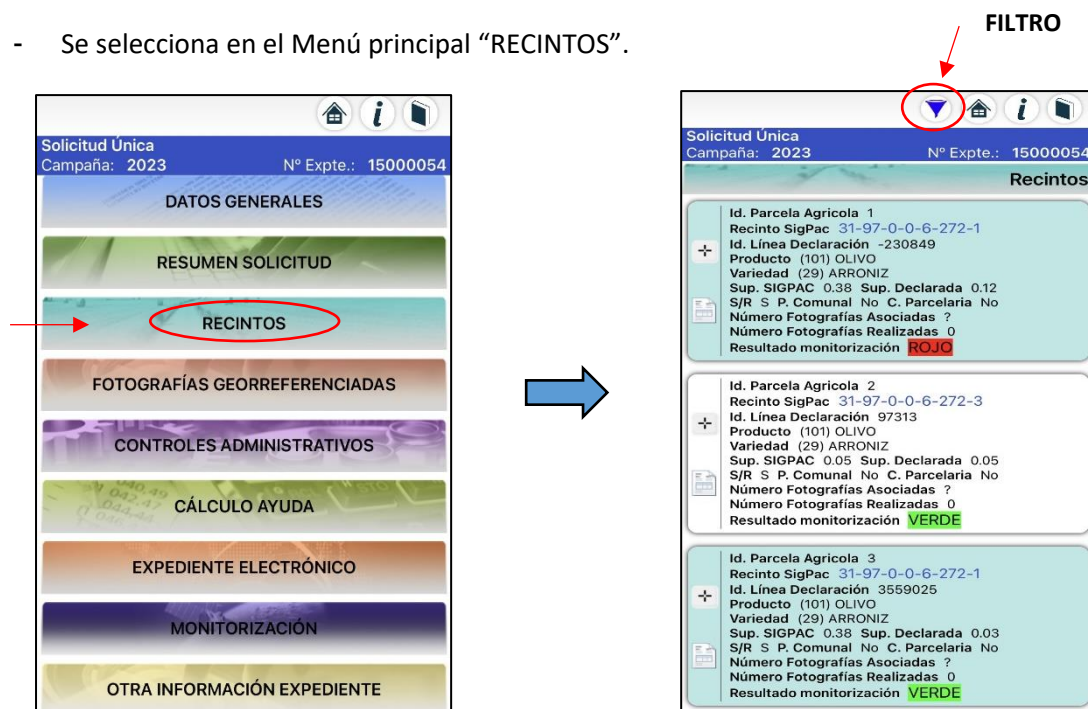 FILTRO
- Se selecciona en el Menú principal “RECINTOS”.
i
Solicitud Única
Campaña: 2023 Nº Expte.: 15000054
DATOS GENERALES
RESUMEN SOLICITUD
RECINTOS
FOTOGRAFÍAS GEORREFERENCIADAS
CONTROLES ADMINISTRATIVOS
CÁLCULO AYUDA
EXPEDIENTE ELECTRÓNICO
MONITORIZACIÓN
OTRA INFORMACIÓN EXPEDIENTE
i
Solicitud Única
Campaña: 2023 Nº Expte.: 15000054
Recintos
Id. Parcela Agricola 1
Recinto SigPac 31-97-0-0-6-272-1
Id. Línea Declaración -230849
Producto (101) OLIVO
Variedad (29) ARRONIZ
Sup. SIGPAC 0.38 Sup. Declarada 0.12
S/R S P. Comunal No C. Parcelaria No
Número Fotografías Asociadas ?
Número Fotografías Realizadas 0
Resultado monitorización ROJO
Id. Parcela Agricola 2
Recinto SigPac 31-97-0-0-6-272-3
Id. Línea Declaración 97313
Producto (101) OLIVO
Variedad (29) ARRONIZ
Sup. SIGPAC 0.05 Sup. Declarada 0.05
S/R S P. Comunal No C. Parcelaria No
Número Fotografías Asociadas ?
Número Fotografías Realizadas 0
Resultado monitorización VERDE
Id. Parcela Agricola 3
Recinto SigPac 31-97-0-0-6-272-1
Id. Línea Declaración 3559025
Producto (101) OLIVO
Variedad (29) ARRONIZ
Sup. SIGPAC 0.38 Sup. Declarada 0.03
S/R S P. Comunal No C. Parcelaria No
Número Fotografías Asociadas ?
Número Fotografías Realizadas 0
Resultado monitorización VERDE